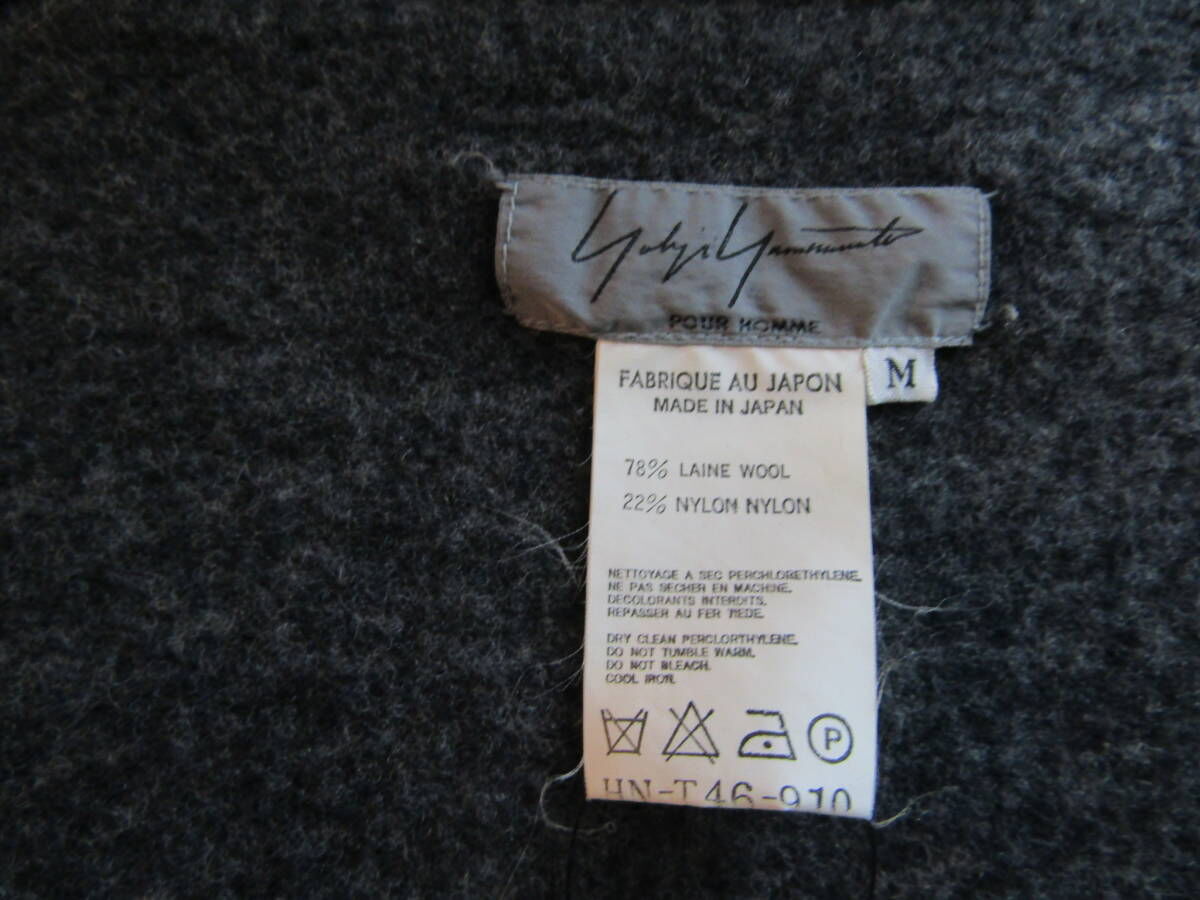 Yohji Yamamoto
POUR HOMME
M
FABRIQUE AU JAPON
MADE IN JAPAN
78% LAINE WOOL
22% NYLON NYLON
NETTOYAGE A SEC PERCHLORETHYLENE.
NE PAS SECHER EN MACHINE.
DECOLORANTS INTERDITS.
REPASSER AU FER TIEDE.
DRY CLEAN PERCLORTHYLENE.
DO NOT TUMBLE WARM.
DO NOT BLEACH.
COOL IRON.
P
HN-T46-910